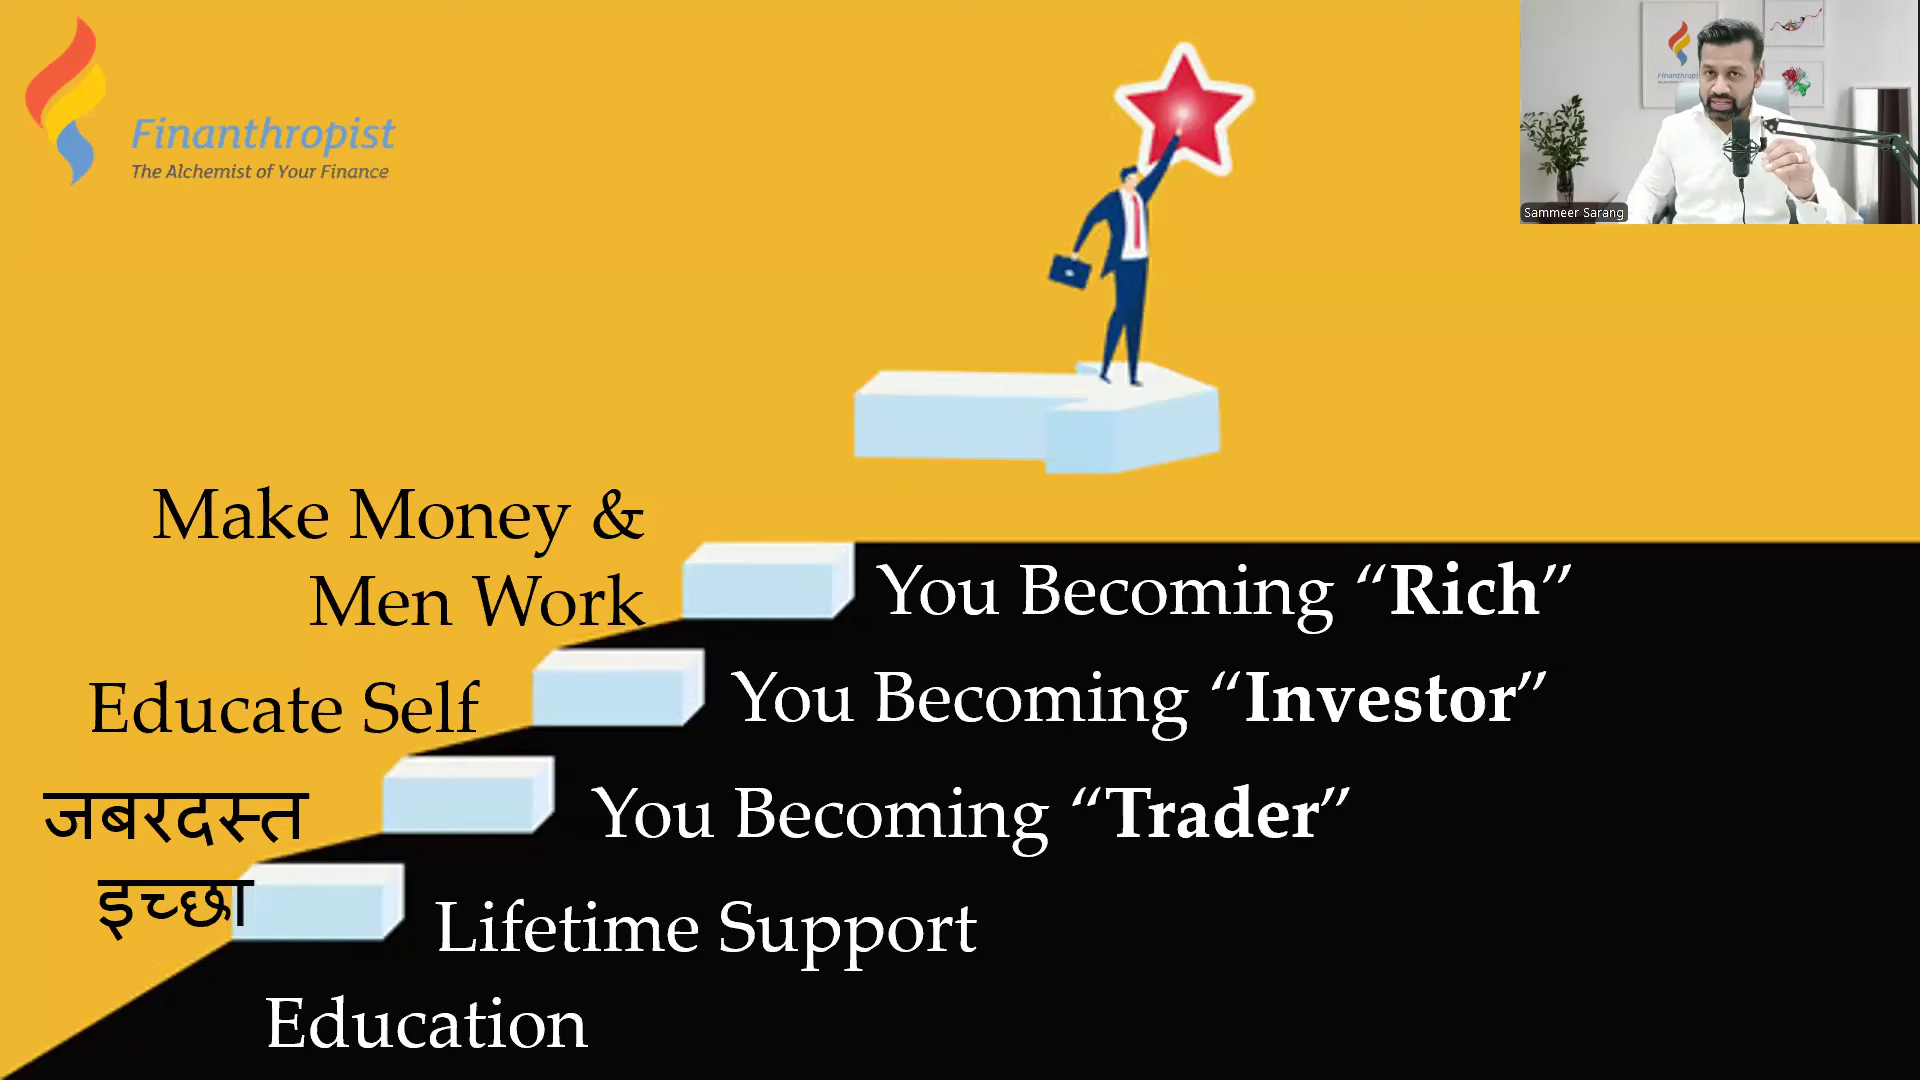 Finanthropist
The Alchemist of Your Finance
Sammeer Sarang
Make Money &
Men Work
Educate Self
जबरदस्त
इच्छा
You Becoming “Rich”
You Becoming “Investor”
You Becoming “Trader”
Lifetime Support
Education